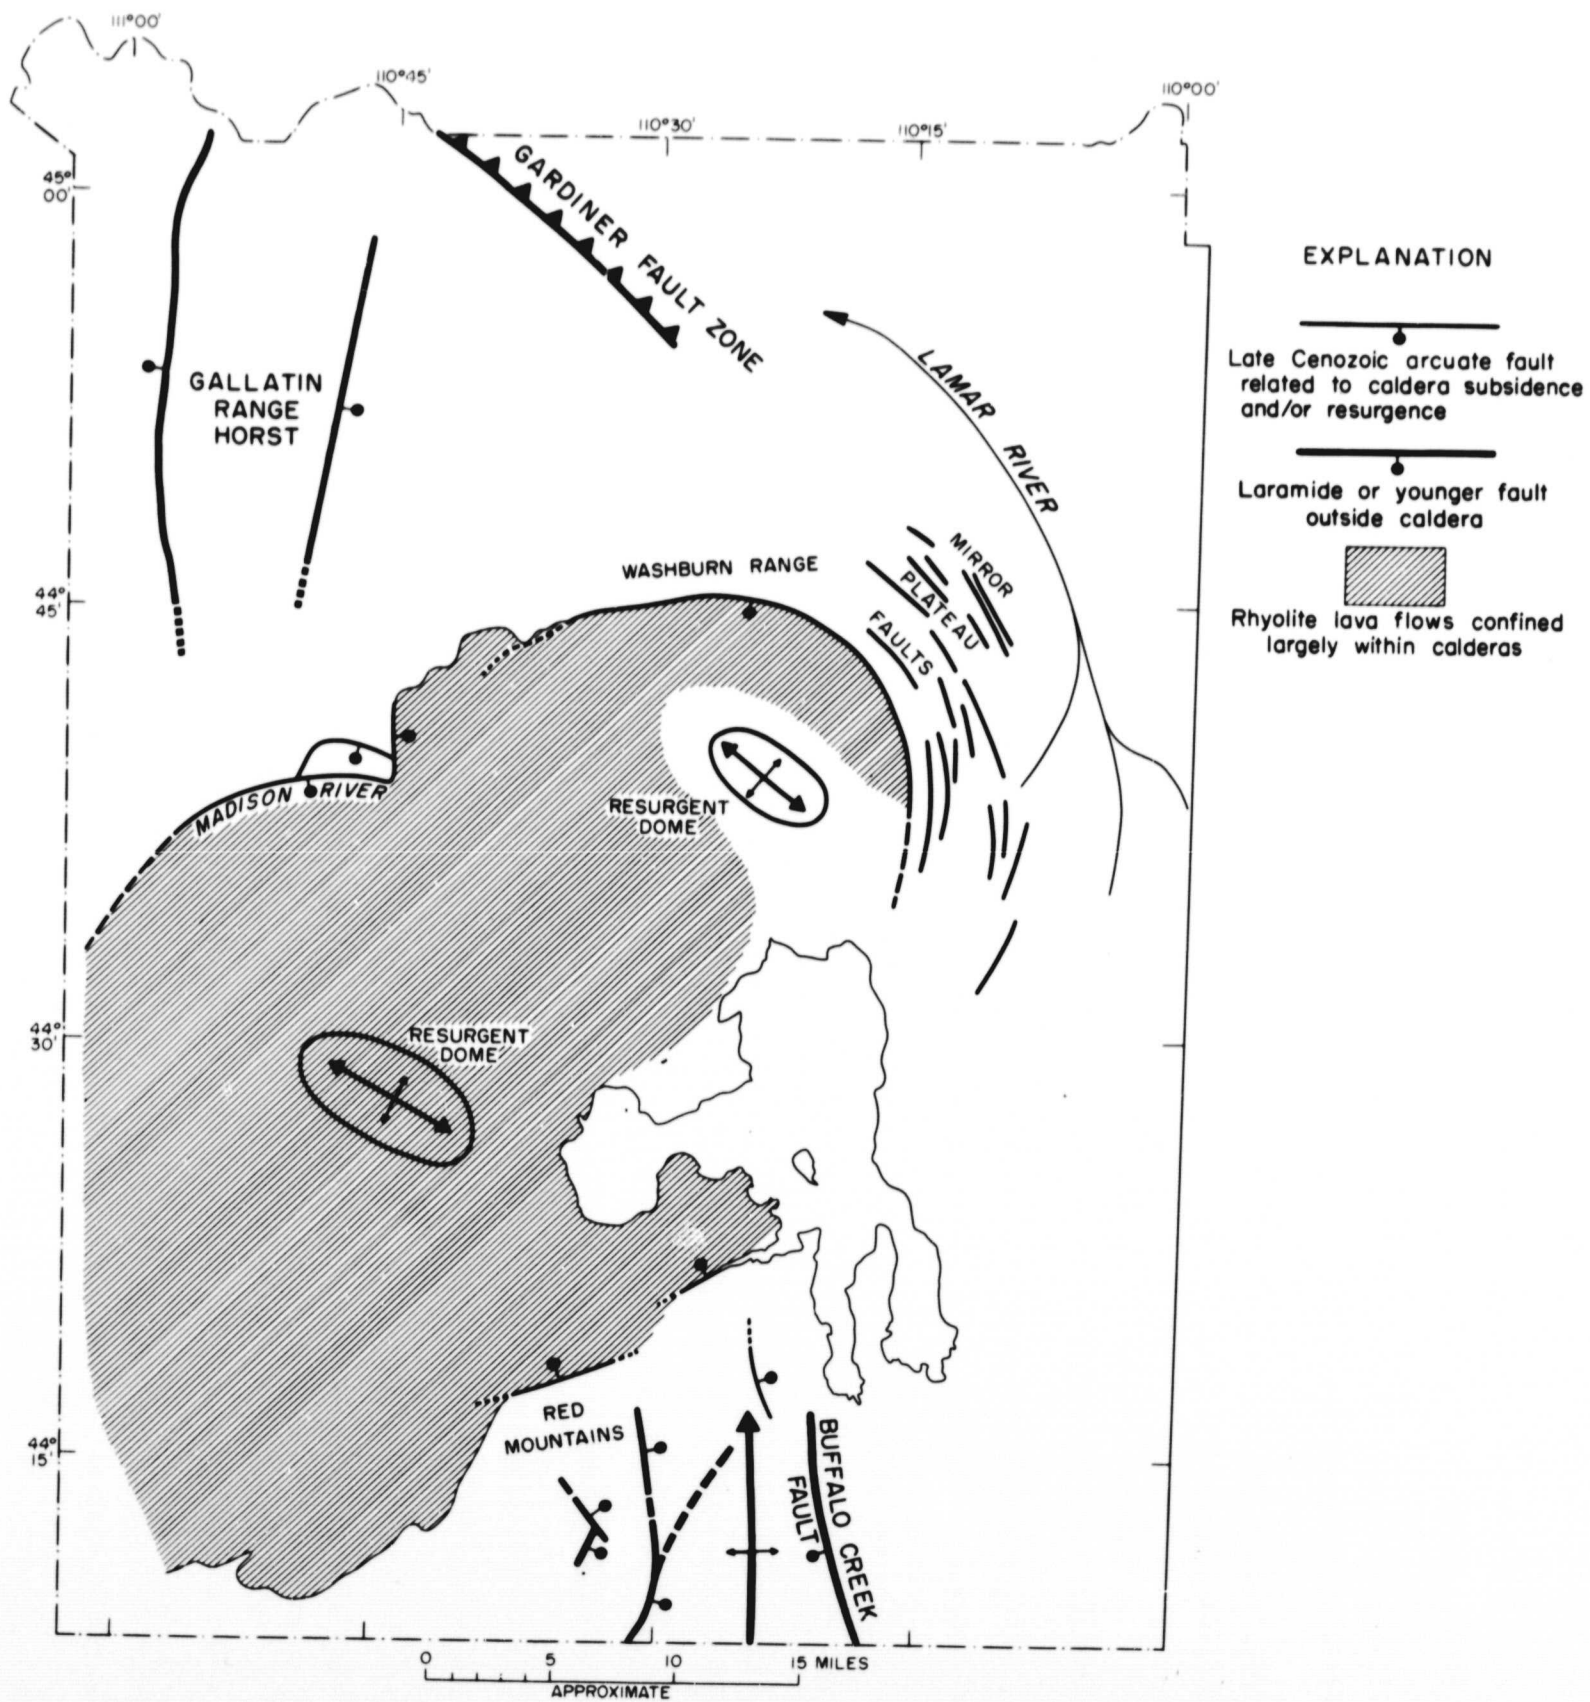 111°00'
110°45'
110°30'
110°15'
110°00'
45°
00'
GARDINER FAULT ZONE
EXPLANATION
Late Cenozoic arcuate fault
related to caldera subsidence
and/or resurgence
Laramide or younger fault
outside caldera
Rhyolite lava flows confined
largely within calderas
GALLATIN
RANGE
HORST
LAMAR RIVER
WASHBURN RANGE
MIRROR
PLATEAU
FAULTS
44°
45'
MADISON RIVER
RESURGENT
DOME
44°
30'
RESURGENT
DOME
44°
15'
RED
MOUNTAINS
BUFFALO CREEK
FAULT
0 5 10 15 MILES
APPROXIMATE